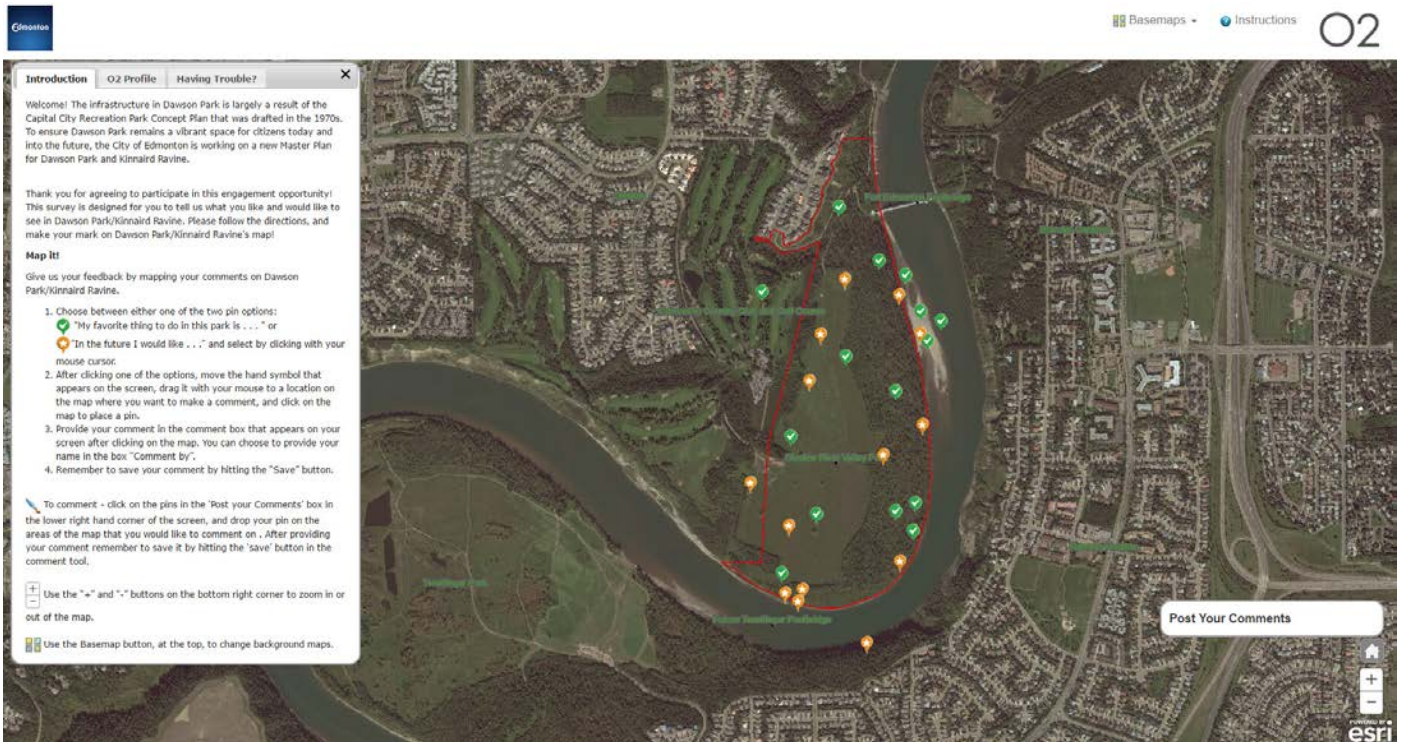 Edmonton
Basemaps
Instructions
O2
Introduction
O2 Profile
Having Trouble?
Welcome! The infrastructure in Dawson Park is largely a result of the
Capital City Recreation Park Concept Plan that was drafted in the 1970s.
To ensure Dawson Park remains a vibrant space for citizens today and
into the future, the City of Edmonton is working on a new Master Plan
for Dawson Park and Kinnaird Ravine.
Thank you for agreeing to participate in this engagement opportunity!
This survey is designed for you to tell us what you like and would like to
see in Dawson Park/Kinnaird Ravine. Please follow the directions, and
make your mark on Dawson Park/Kinnaird Ravine's map!
Map it!
Give us your feedback by mapping your comments on Dawson
Park/Kinnaird Ravine.
1. Choose between either one of the two pin options:
"My favorite thing to do in this park is . . . " or
"In the future I would like . . ." and select by clicking with your
mouse cursor.
2. After clicking one of the options, move the hand symbol that
appears on the screen, drag it with your mouse to a location on
the map where you want to make a comment, and click on the
map to place a pin.
3. Provide your comment in the comment box that appears on your
screen after clicking on the map. You can choose to provide your
name in the box "Comment by".
4. Remember to save your comment by hitting the "Save" button.
To comment - click on the pins in the 'Post your Comments' box in
the lower right hand corner of the screen, and drop your pin on the
areas of the map that you would like to comment on . After providing
your comment remember to save it by hitting the 'save' button in the
comment tool.
Use the "+" and "-" buttons on the bottom right corner to zoom in or
out of the map.
Use the Basemap button, at the top, to change background maps.
Post Your Comments
+
−
POWERED BY
esri